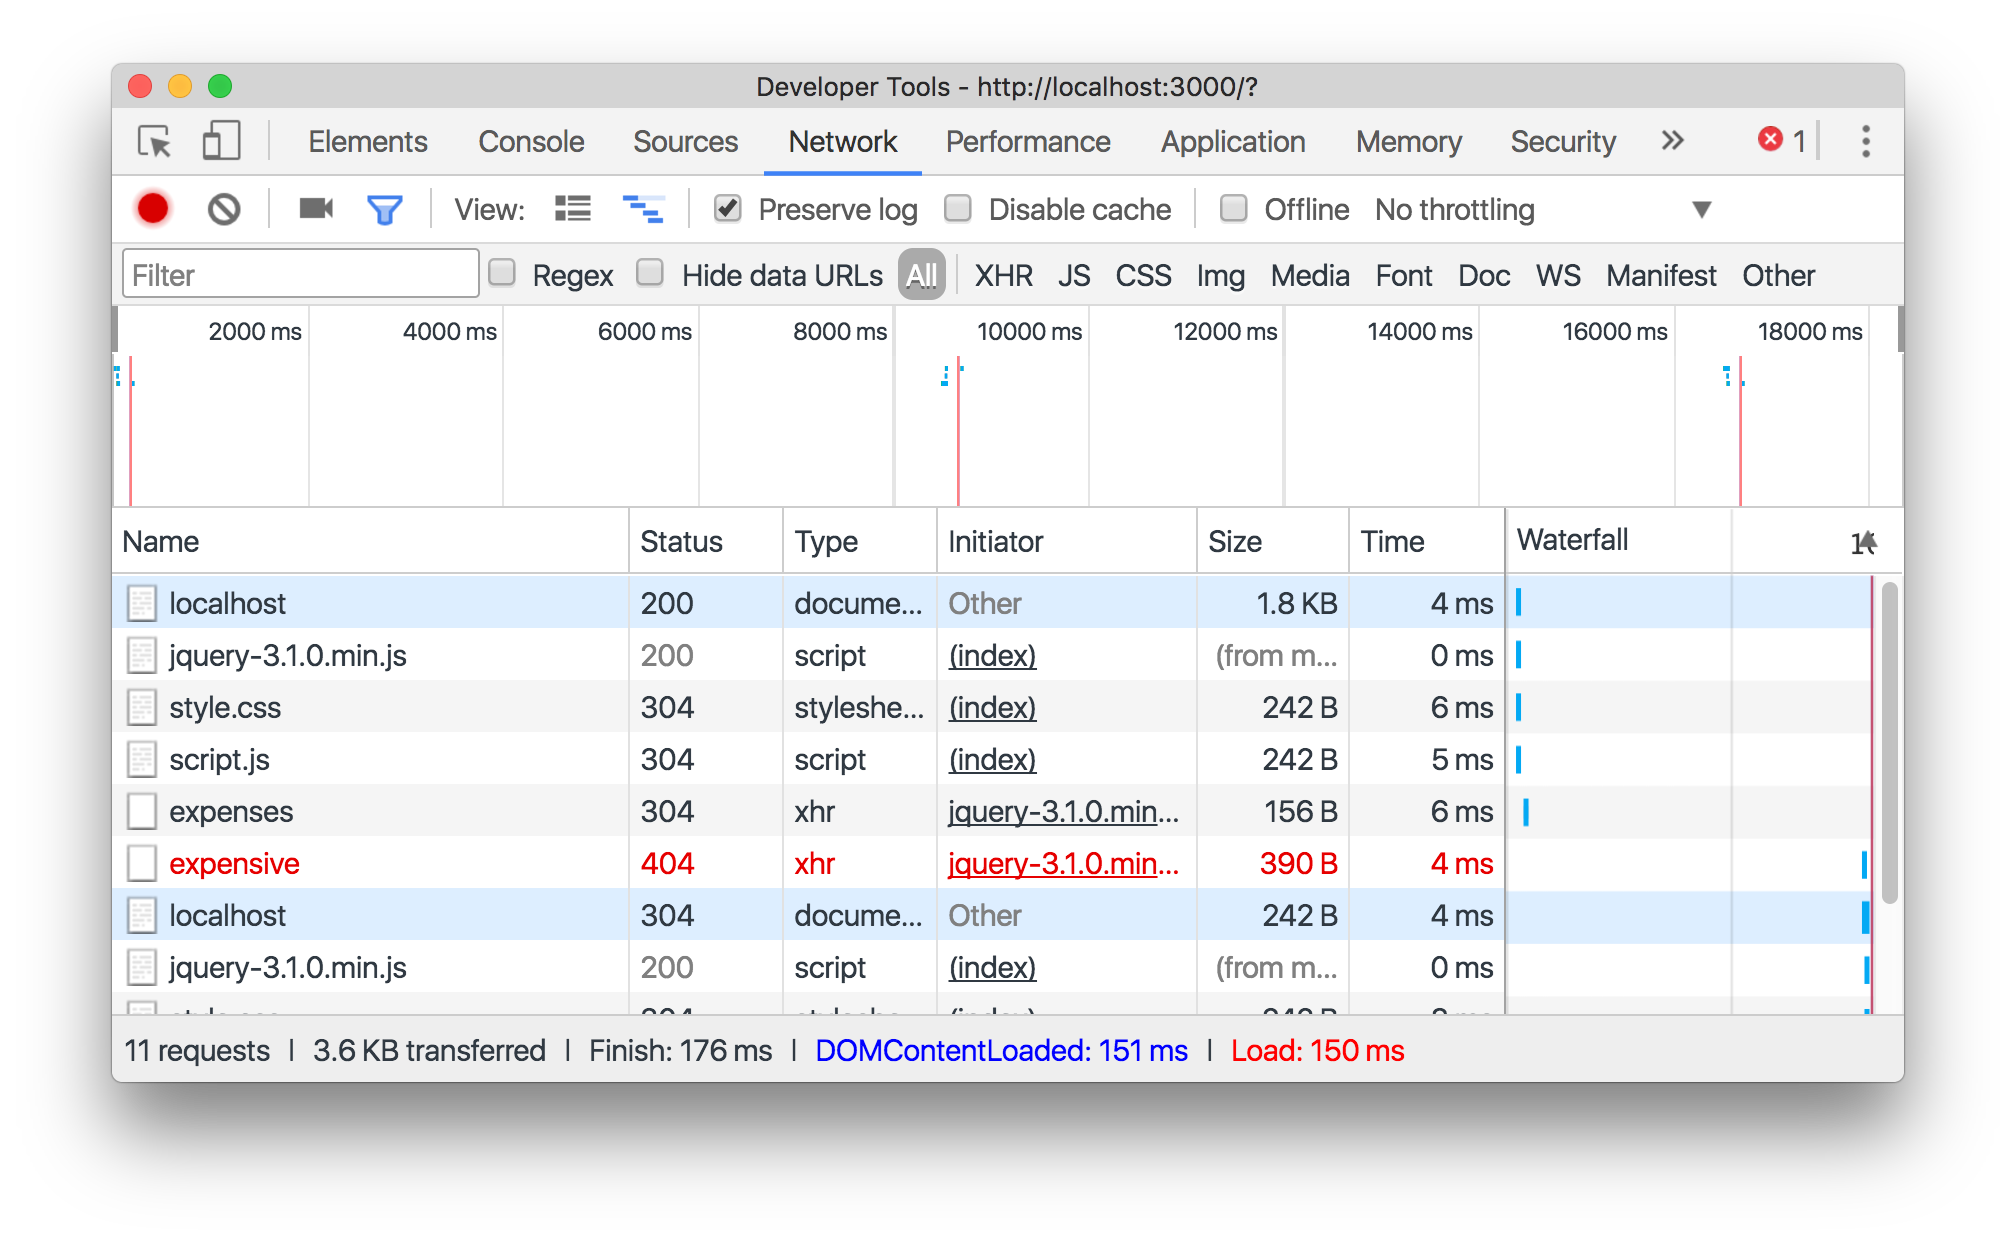 Developer Tools - http://localhost:3000/?
Elements Console Sources Network Performance Application Memory Security » 1
View: Preserve log Disable cache Offline No throttling
Filter Regex Hide data URLs All XHR JS CSS Img Media Font Doc WS Manifest Other
2000 ms 4000 ms 6000 ms 8000 ms 10000 ms 12000 ms 14000 ms 16000 ms 18000 ms
Name Status Type Initiator Size Time Waterfall
localhost 200 docume... Other 1.8 KB 4 ms
jquery-3.1.0.min.js 200 script (index) (from m... 0 ms
style.css 304 styleshe... (index) 242 B 6 ms
script.js 304 script (index) 242 B 5 ms
expenses 304 xhr jquery-3.1.0.min... 156 B 6 ms
expensive 404 xhr jquery-3.1.0.min... 390 B 4 ms
localhost 304 docume... Other 242 B 4 ms
jquery-3.1.0.min.js 200 script (index) (from m... 0 ms
11 requests | 3.6 KB transferred | Finish: 176 ms | DOMContentLoaded: 151 ms | Load: 150 ms